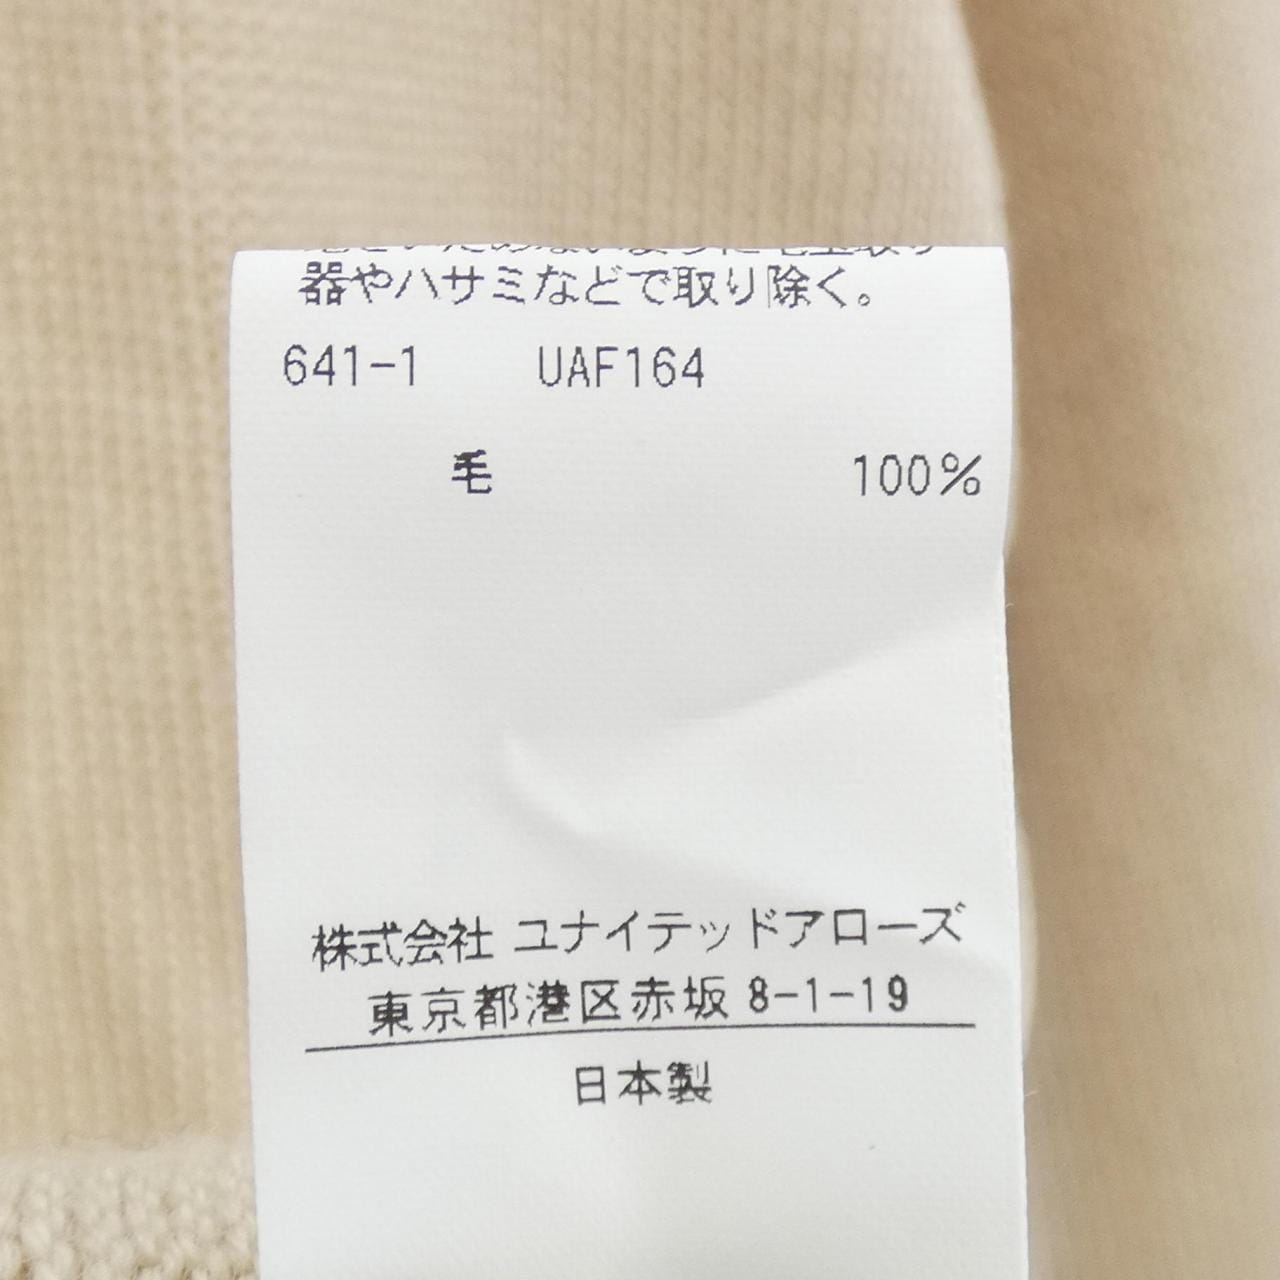 器やハサミなどで取り除く。
641-1 UAF164
毛 100%
株式会社 ユナイテッドアローズ
東京都港区赤坂 8-1-19
日本製